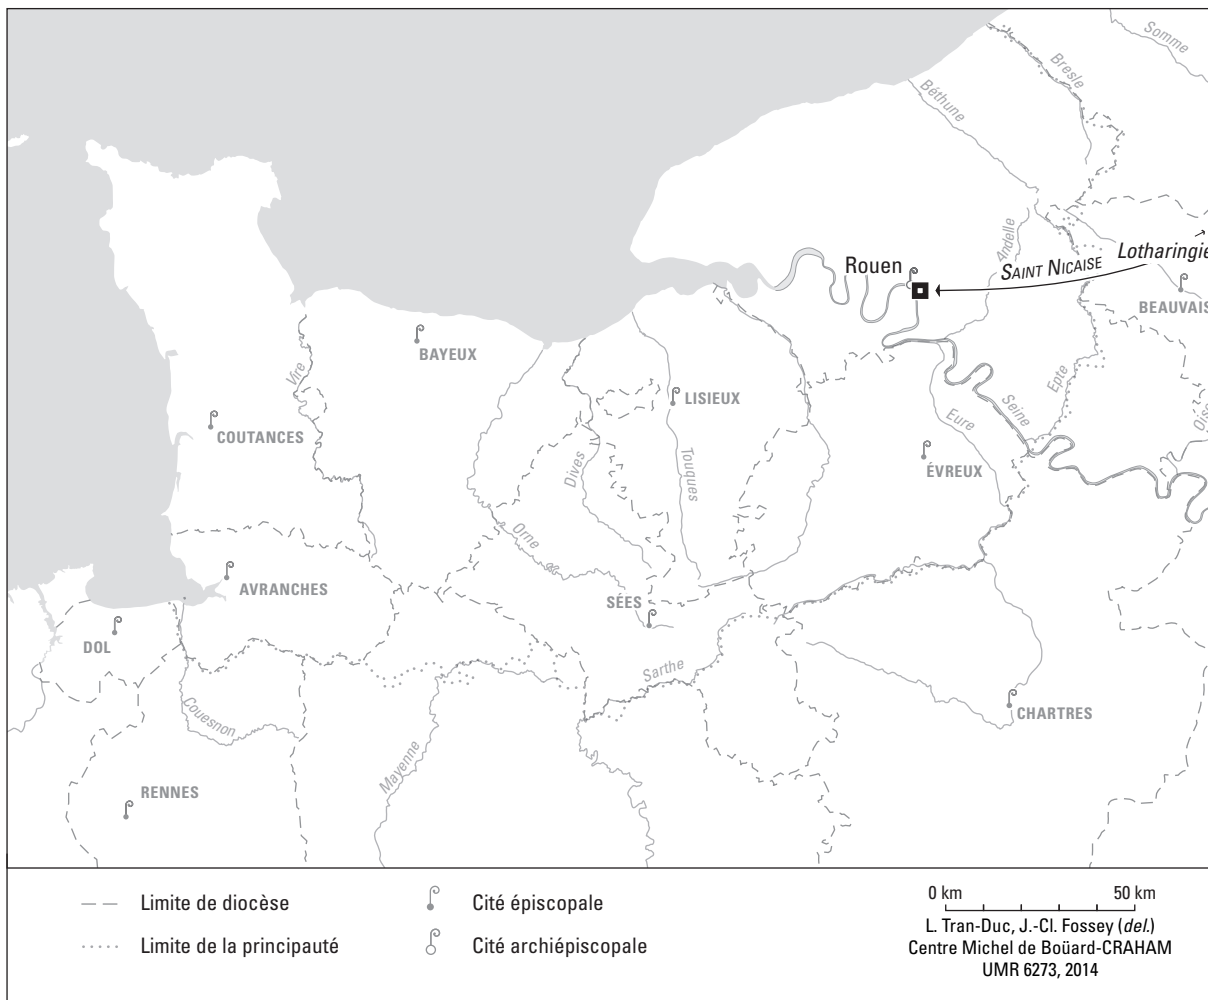 Somme
Bresle
Béthune
Andelle
Lotharingie
SAINT NICAISE
Rouen
BEAUVAIS
BAYEUX
Vire
LISIEUX
Epte
Seine
Oise
COUTANCES
Eure
Dives
Touques
ÉVREUX
Orne
AVRANCHES
SÉES
DOL
Sarthe
Couesnon
CHARTRES
Mayenne
RENNES
Limite de diocèse
Limite de la principauté
Cité épiscopale
Cité archiépiscopale
0 km 50 km
L. Tran-Duc, J.-Cl. Fossey (del.)
Centre Michel de Boüard-CRAHAM
UMR 6273, 2014